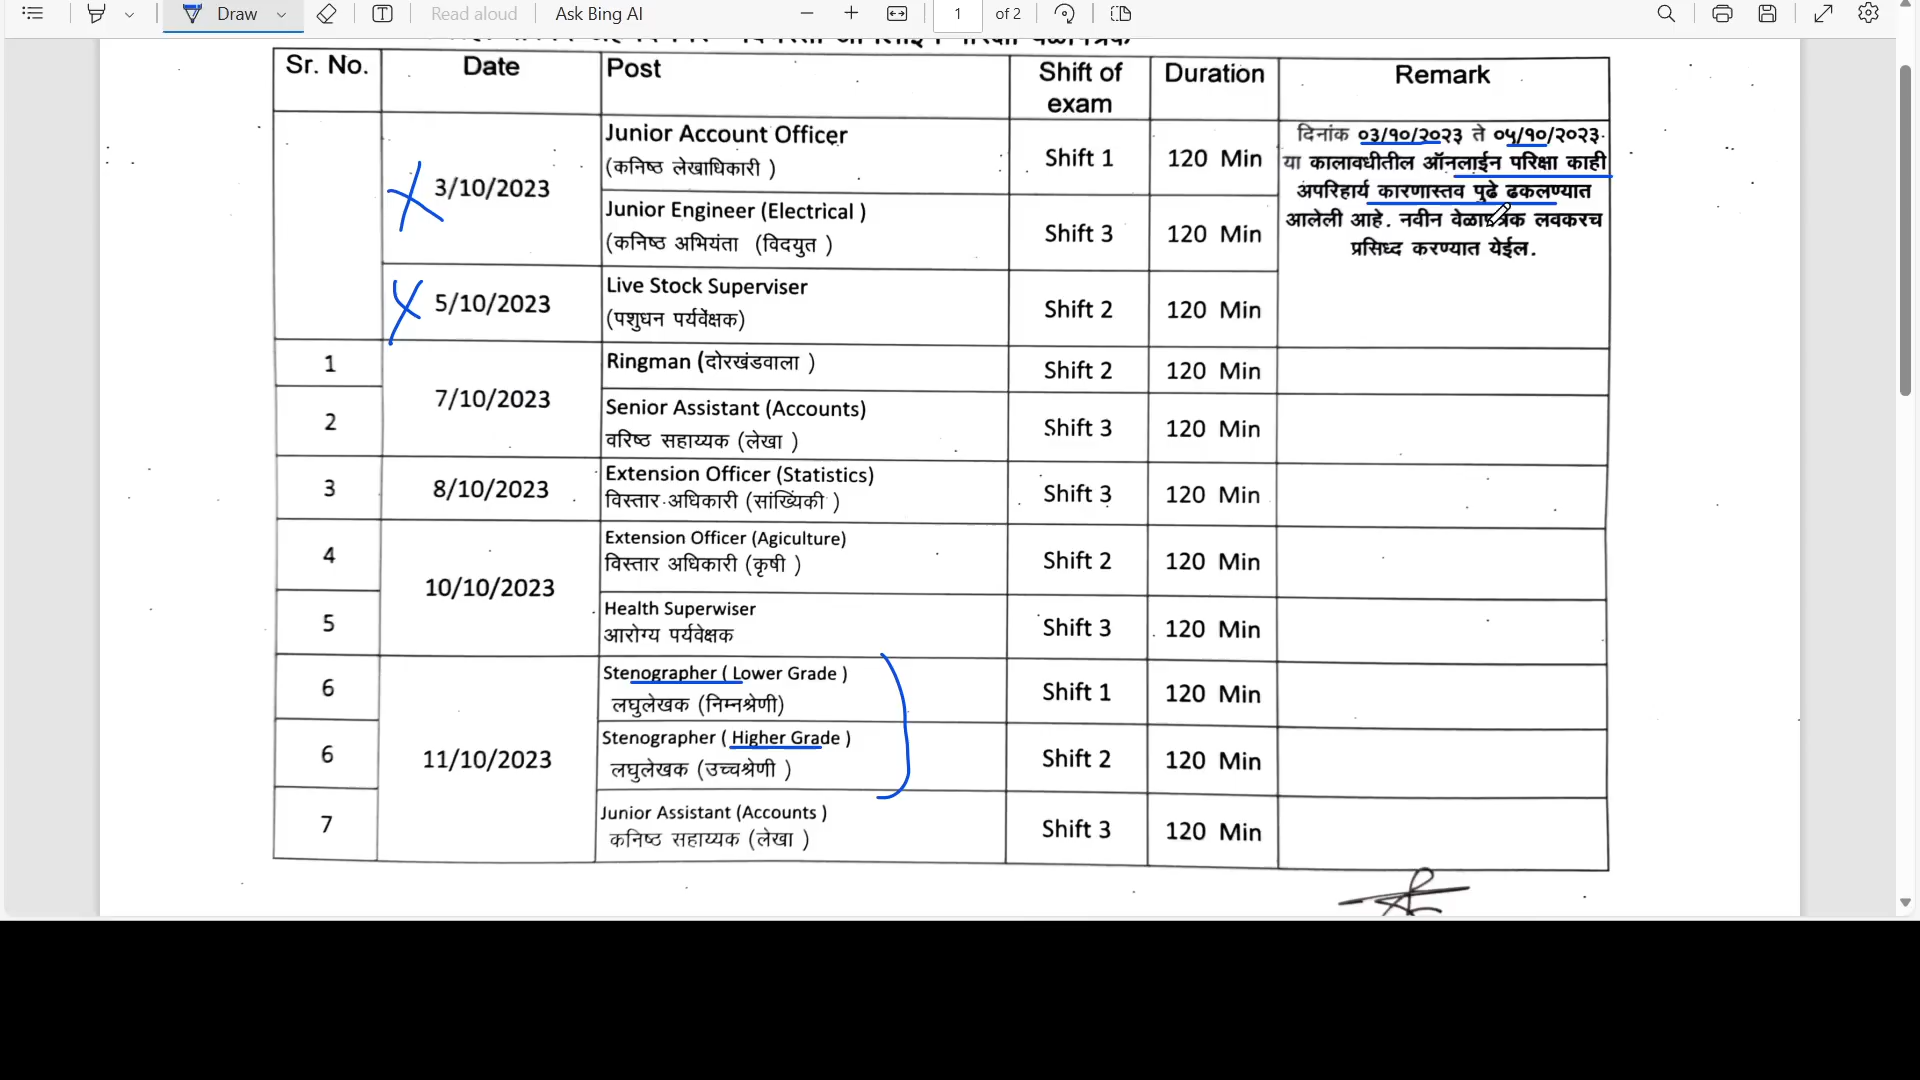 Draw
Read aloud
Ask Bing AI
1
of 2
Sr. No.
Date
Post
Shift of
exam
Duration
Remark
3/10/2023
Junior Account Officer
(कनिष्ठ लेखाधिकारी )
Shift 1
120 Min
दिनांक ०३/१०/२०२३ ते ०५/१०/२०२३
या कालावधीतील ऑनलाईन परिक्षा काही
अपरिहार्य कारणास्तव पुढे ढकलण्यात
आलेली आहे. नवीन वेळापत्रक लवकरच
प्रसिध्द करण्यात येईल.
Junior Engineer (Electrical )
(कनिष्ठ अभियंता (विदयुत )
Shift 3
120 Min
5/10/2023
Live Stock Superviser
(पशुधन पर्यवेक्षक)
Shift 2
120 Min
1
7/10/2023
Ringman (दोरखंडवाला )
Shift 2
120 Min
2
Senior Assistant (Accounts)
वरिष्ठ सहाय्यक (लेखा )
Shift 3
120 Min
3
8/10/2023
Extension Officer (Statistics)
विस्तार अधिकारी (सांख्यिंकी )
Shift 3
120 Min
4
10/10/2023
Extension Officer (Agiculture)
विस्तार अधिकारी (कृषी )
Shift 2
120 Min
5
Health Superwiser
आरोग्य पर्यवेक्षक
Shift 3
120 Min
6
11/10/2023
Stenographer ( Lower Grade )
लघुलेखक (निम्नश्रेणी)
Shift 1
120 Min
6
Stenographer ( Higher Grade )
लघुलेखक (उच्चश्रेणी )
Shift 2
120 Min
7
Junior Assistant (Accounts )
कनिष्ठ सहाय्यक (लेखा )
Shift 3
120 Min